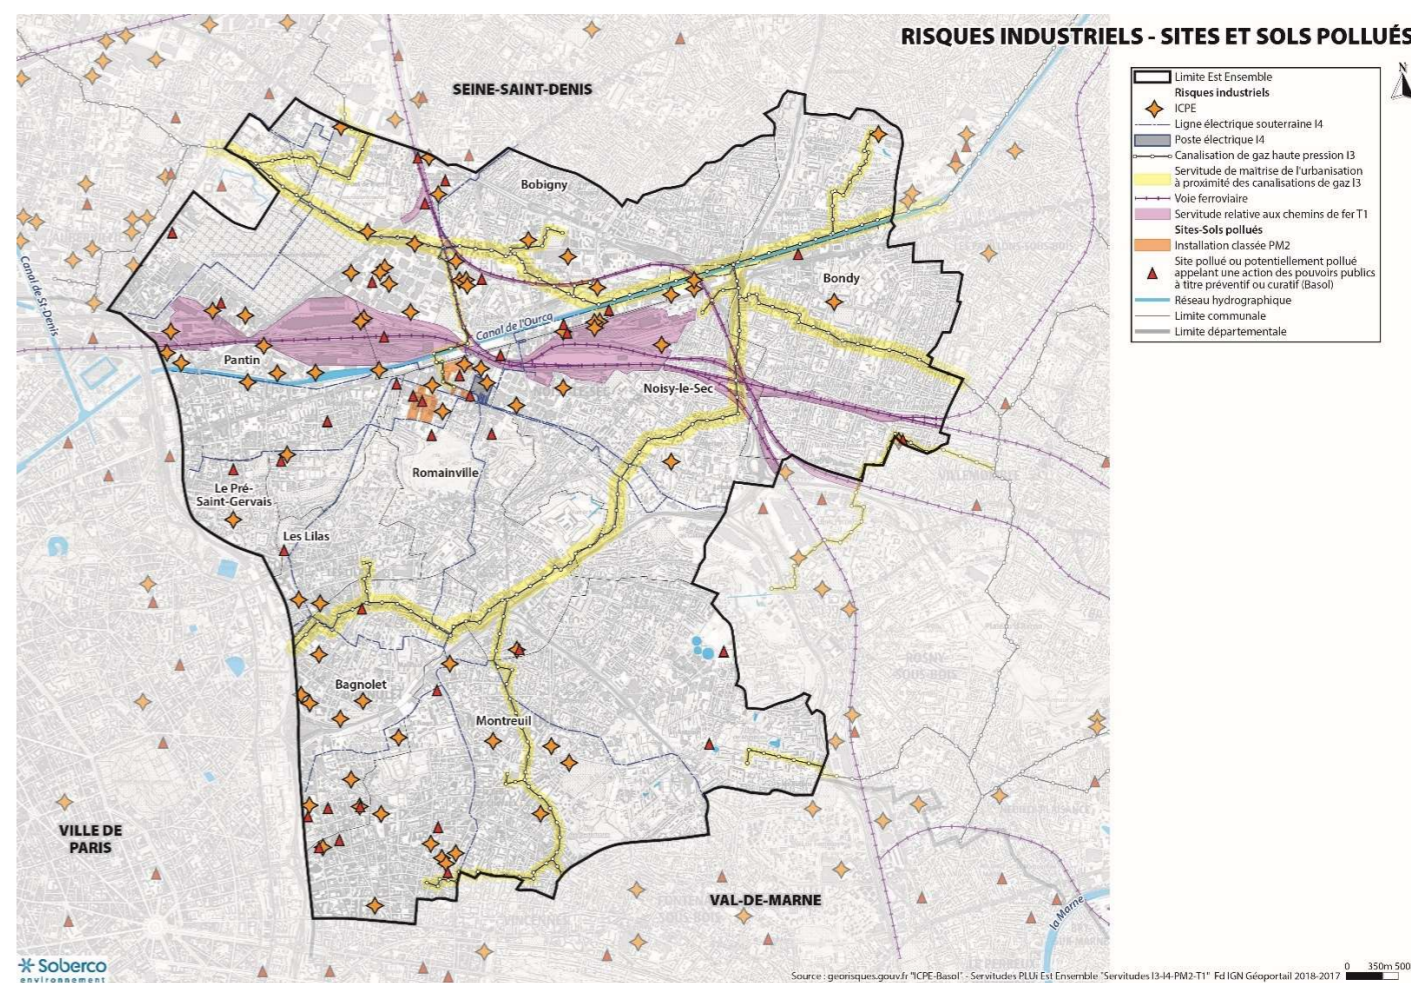 RISQUES INDUSTRIELS - SITES ET SOLS POLLUÉS
N
Limite Est Ensemble
Risques industriels
ICPE
Ligne électrique souterraine I4
Poste électrique I4
Canalisation de gaz haute pression I3
Servitude de maîtrise de l'urbanisation
à proximité des canalisations de gaz I3
Voie ferroviaire
Servitude relative aux chemins de fer T1
Sites-Sols pollués
Installation classée PM2
Site pollué ou potentiellement pollué
appelant une action des pouvoirs publics
à titre préventif ou curatif (Basol)
Réseau hydrographique
Limite communale
Limite départementale
SEINE-SAINT-DENIS
Bobigny
Canal de St-Denis
Bondy
Canal de l'Ourcq
Pantin
Noisy-le-Sec
Romainville
Le Pré-
Saint-Gervais
Les Lilas
Bagnolet
Montreuil
VILLE DE
PARIS
VAL-DE-MARNE
la Marne
VINCENNES
Soberco
environnement
0 350m 500
Source : georisques.gouv.fr "ICPE-Basol" - Servitudes PLUi Est Ensemble "Servitudes I3-I4-PM2-T1" Fd IGN Géoportail 2018-2017